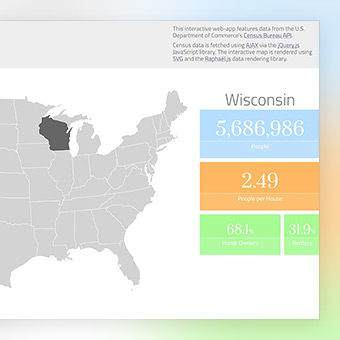 This interactive web-app features data from the U.S.
Department of Commerce's Census Bureau API.
Census data is fetched using AJAX via the jQuery.js
JavaScript library. The interactive map is rendered using
SVG and the Raphaël.js data rendering library.
Wisconsin
5,686,986
People
2.49
People per House
68.1%
Home Owners
31.9%
Renters